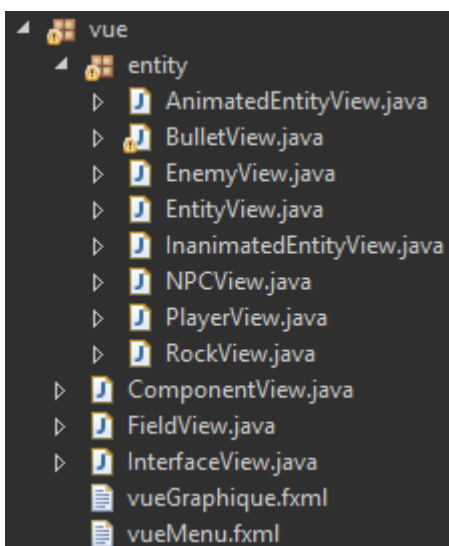 vue
entity
AnimatedEntityView.java
BulletView.java
EnemyView.java
EntityView.java
InanimatedEntityView.java
NPCView.java
PlayerView.java
RockView.java
ComponentView.java
FieldView.java
InterfaceView.java
vueGraphique.fxml
vueMenu.fxml